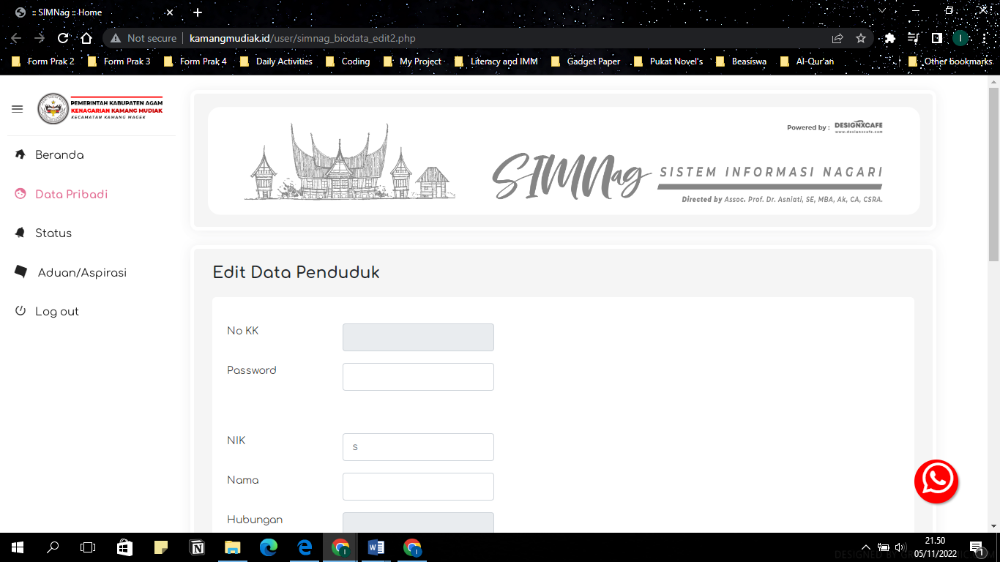 :: SIMNag :: Home
Not secure kamangmudiak.id/user/simnag_biodata_edit2.php
I
Form Prak 2 Form Prak 3 Form Prak 4 Daily Activities Coding My Project Literacy and IMM Gadget Paper Pukat Novel's Beasiswa Al-Qur'an Other bookmarks
PEMERINTAH KABUPATEN AGAM
KENAGARIAN KAMANG MUDIAK
KECAMATAN KAMANG MAGEK
Beranda
Data Pribadi
Status
Aduan/Aspirasi
Log out
Powered by : DESIGNXCAFE
www.designxcafe.com
SIMNag SISTEM INFORMASI NAGARI
Directed by Assoc. Prof. Dr. Asniati, SE, MBA, Ak, CA, CSRA.
Edit Data Penduduk
No KK
Password
NIK s
Nama
Hubungan
21.50
05/11/2022
1